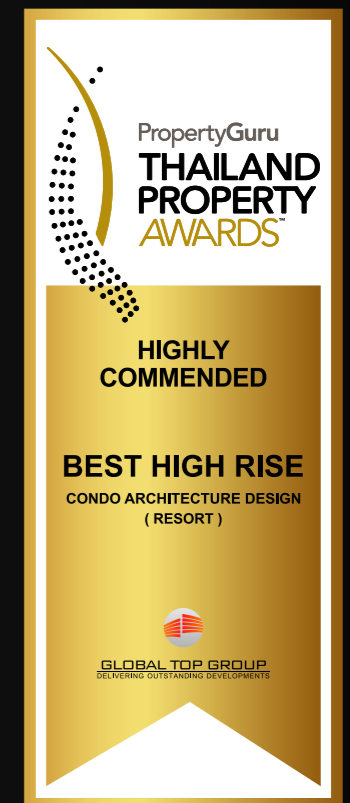 PropertyGuru
THAILAND
PROPERTY
AWARDS™
HIGHLY
COMMENDED
BEST HIGH RISE
CONDO ARCHITECTURE DESIGN
( RESORT )
GLOBAL TOP GROUP
DELIVERING OUTSTANDING DEVELOPMENTS